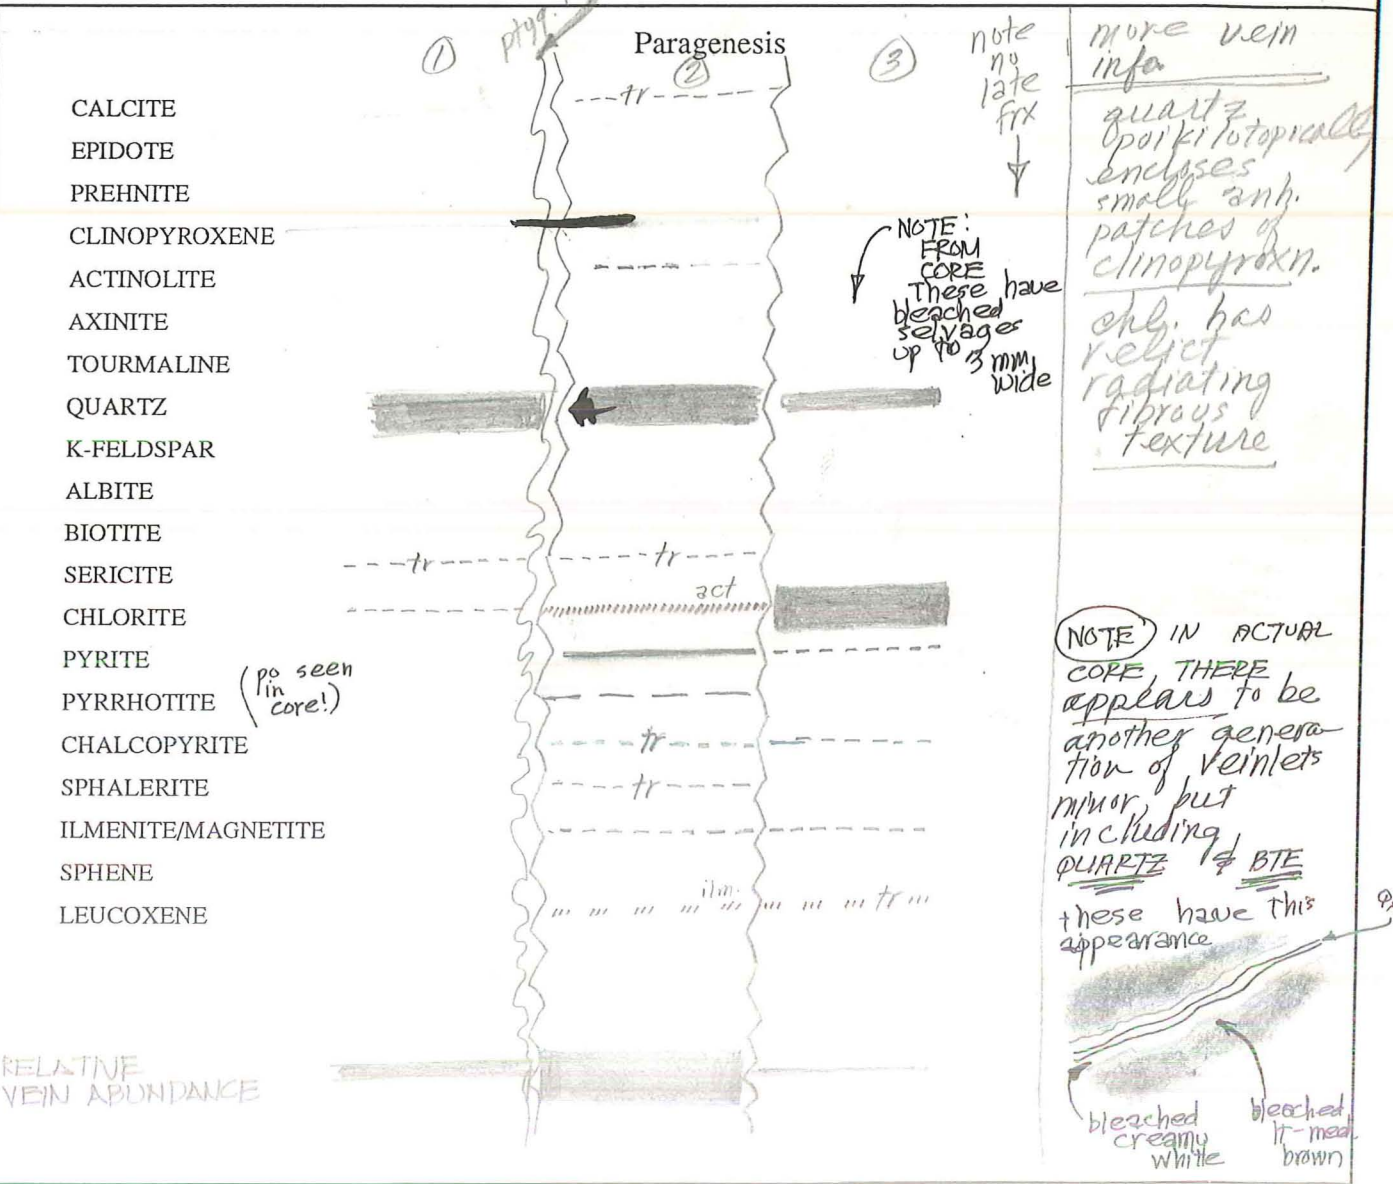 Paragenesis
ptyg.
①
②
③
CALCITE
tr
EPIDOTE
PREHNITE
CLINOPYROXENE
ACTINOLITE
AXINITE
TOURMALINE
QUARTZ
K-FELDSPAR
ALBITE
BIOTITE
SERICITE
tr
tr
CHLORITE
act
PYRITE
PYRRHOTITE
(po seen
in
core!)
CHALCOPYRITE
tr
SPHALERITE
tr
ILMENITE/MAGNETITE
SPHENE
LEUCOXENE
ilm.
tr
RELATIVE
VEIN ABUNDANCE
note
no
late
frx
NOTE:
FROM
CORE
These have
bleached
selvages
up to 3 mm
wide
more vein
info
quartz
poikilotopically
encloses
small anh.
patches of
clinopyroxn.
chl. has
relict
radiating
fibrous
texture
NOTE IN ACTUAL
CORE, THERE
appears to be
another genera-
tion of veinlets
minor, but
including
QUARTZ & BTE
these have this
appearance
bleached
creamy
white
bleached
lt-med
brown